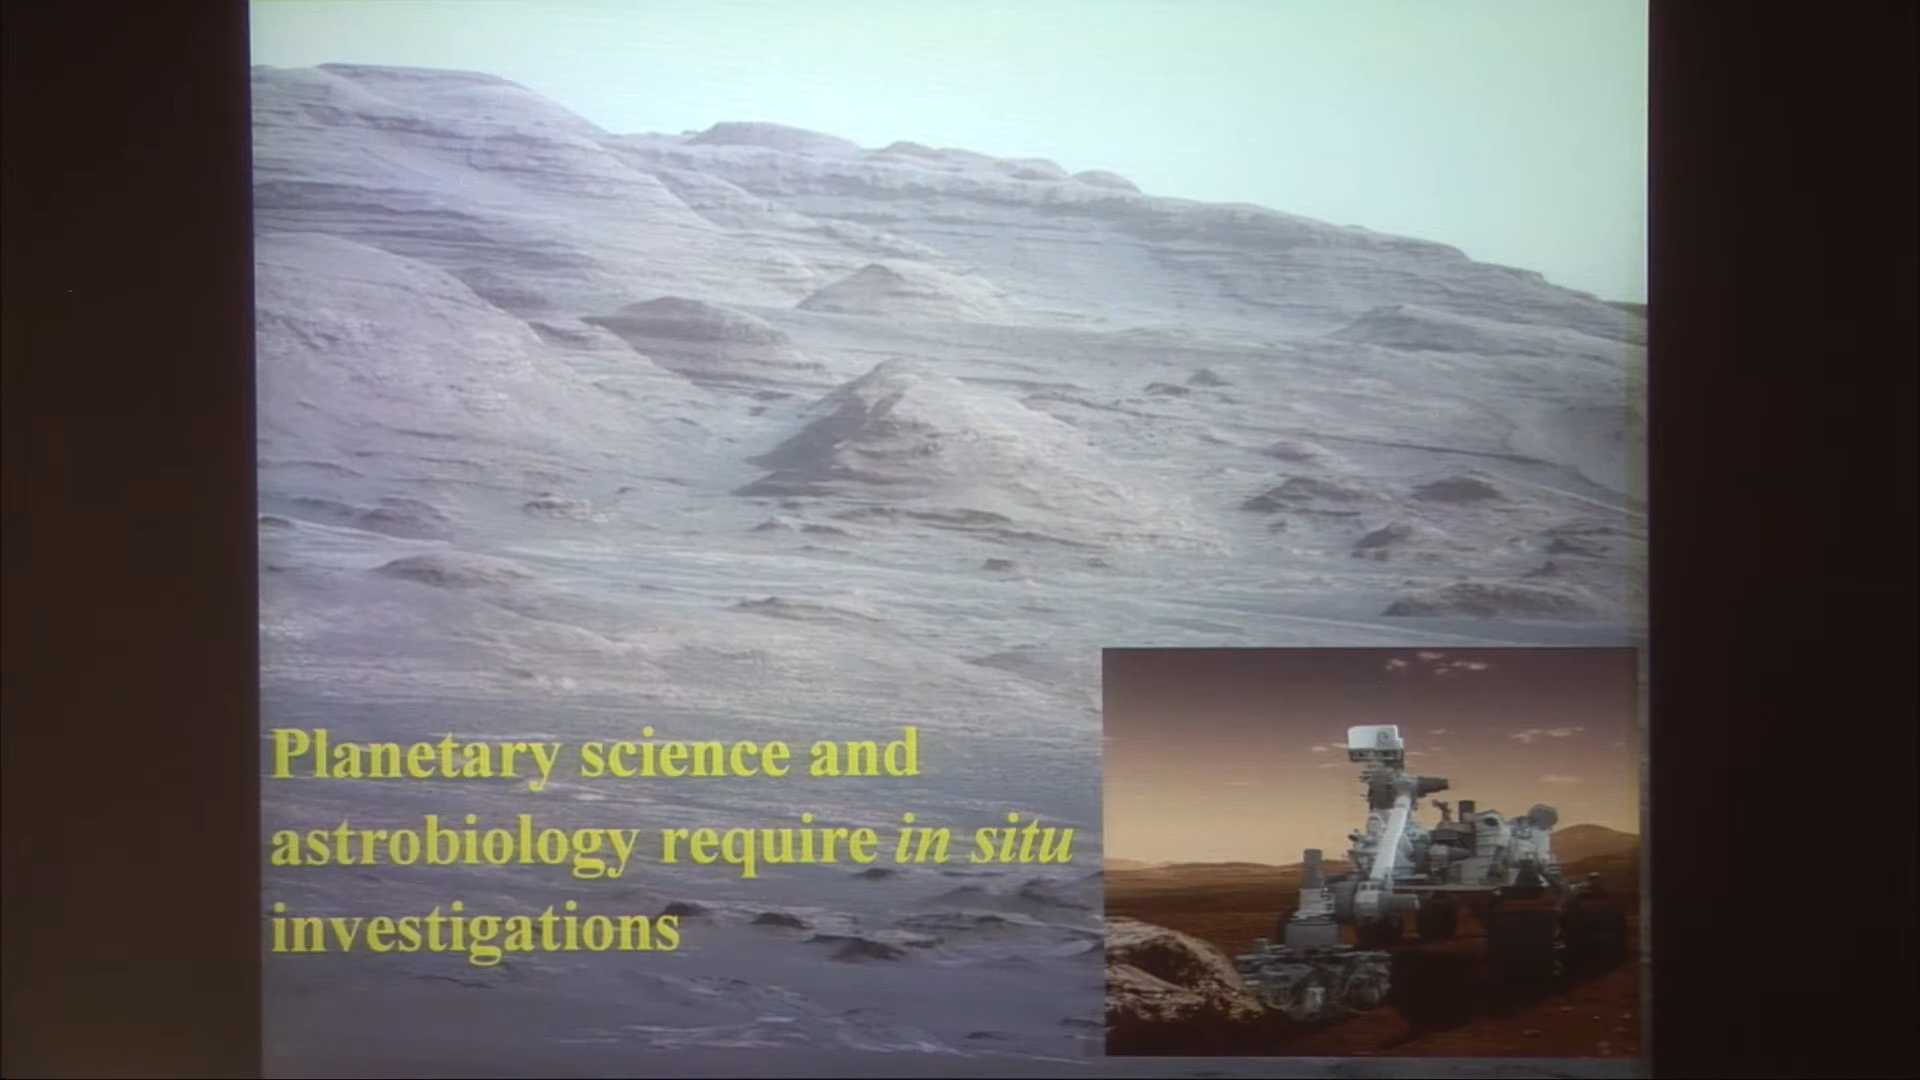 Planetary science and
astrobiology require in situ
investigations